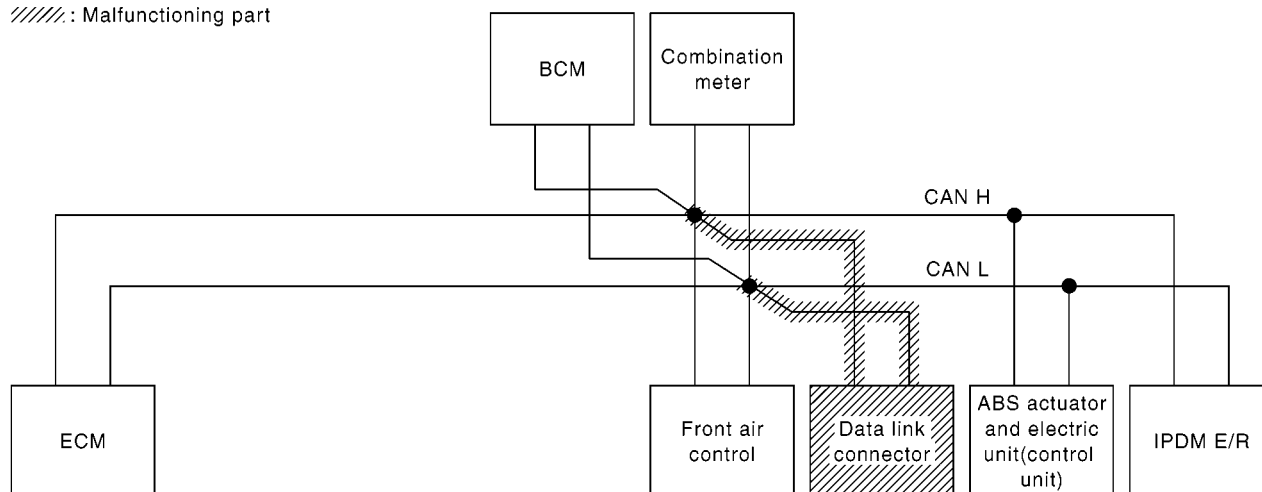 : Malfunctioning part
BCM
Combination
meter
CAN H
CAN L
ECM
Front air
control
Data link
connector
ABS actuator
and electric
unit(control
unit)
IPDM E/R